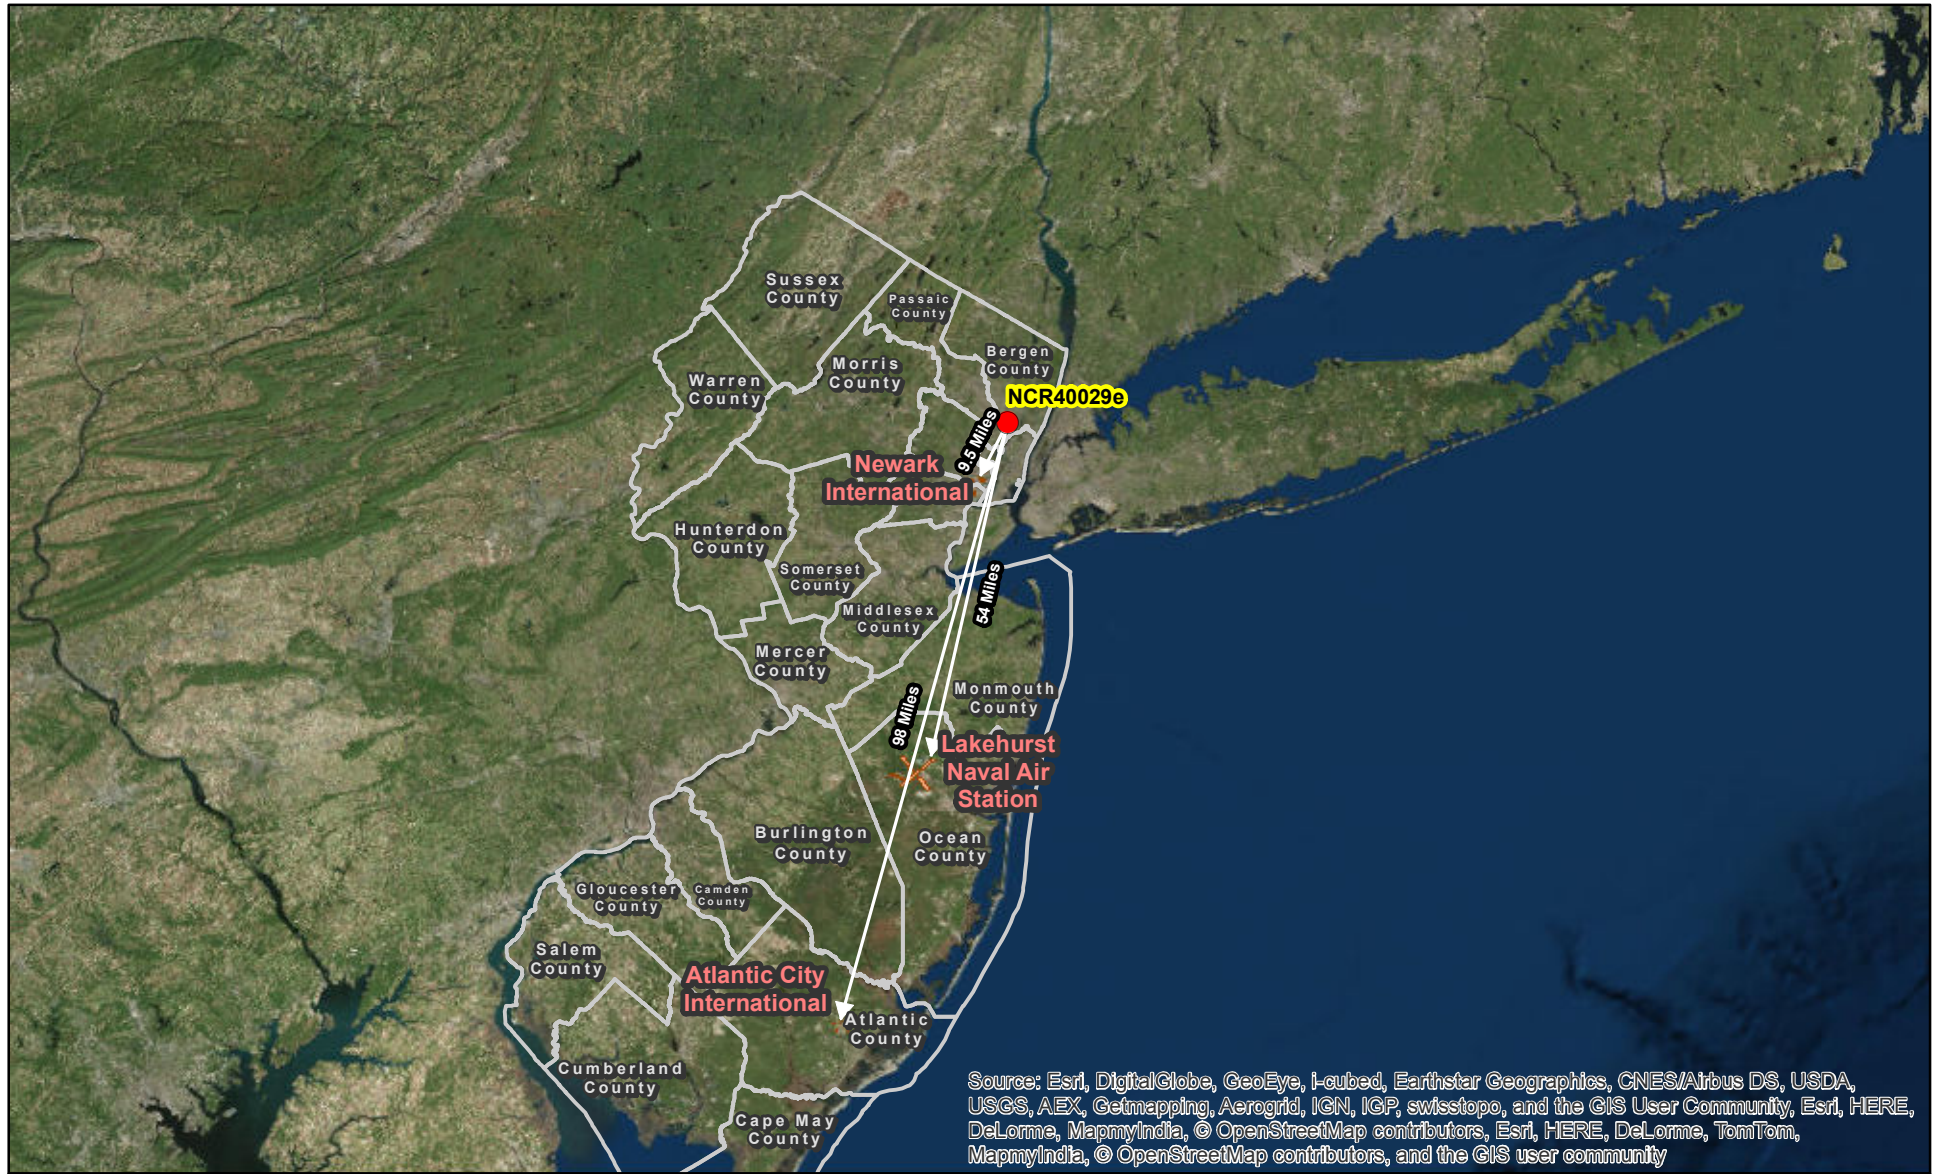 Sussex
County
Passaic
County
Bergen
County
Morris
County
Warren
County
NCR40029e
9.5 Miles
Newark
International
Hunterdon
County
Somerset
County
54 Miles
Middlesex
County
Mercer
County
Monmouth
County
98 Miles
Lakehurst
Naval Air
Station
Burlington
County
Ocean
County
Gloucester
County
Camden
County
Salem
County
Atlantic City
International
Atlantic
County
Cumberland
County
Cape May
County
Source: Esri, DigitalGlobe, GeoEye, i-cubed, Earthstar Geographics, CNES/Airbus DS, USDA,
USGS, AEX, Getmapping, Aerogrid, IGN, IGP, swisstopo, and the GIS User Community, Esri, HERE,
DeLorme, MapmyIndia, © OpenStreetMap contributors, Esri, HERE, DeLorme, TomTom,
MapmyIndia, © OpenStreetMap contributors, and the GIS user community